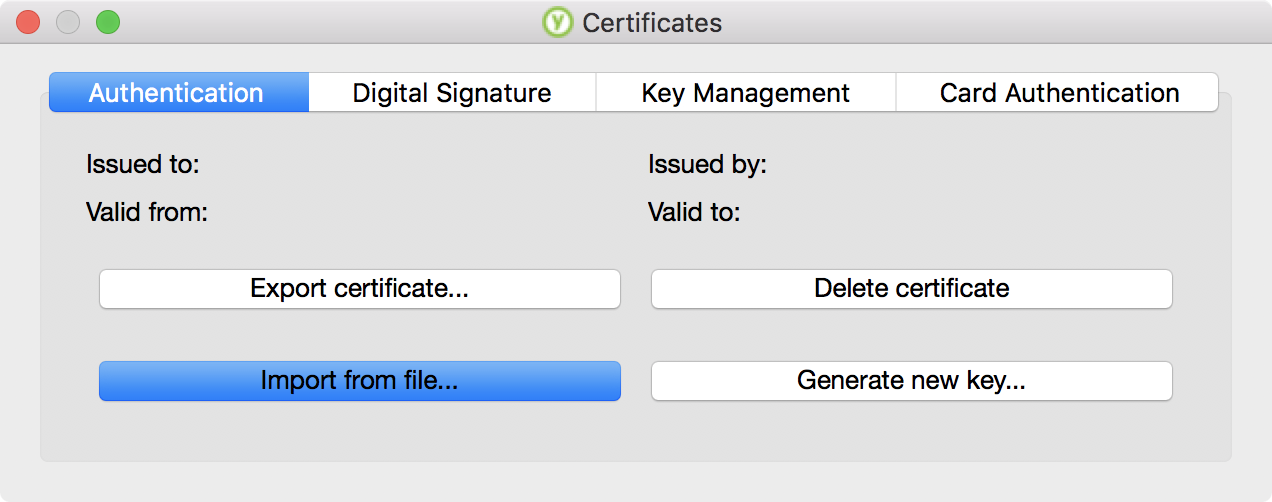 y Certificates
Authentication Digital Signature Key Management Card Authentication
Issued to: Issued by:
Valid from: Valid to:
Export certificate... Delete certificate
Import from file... Generate new key...